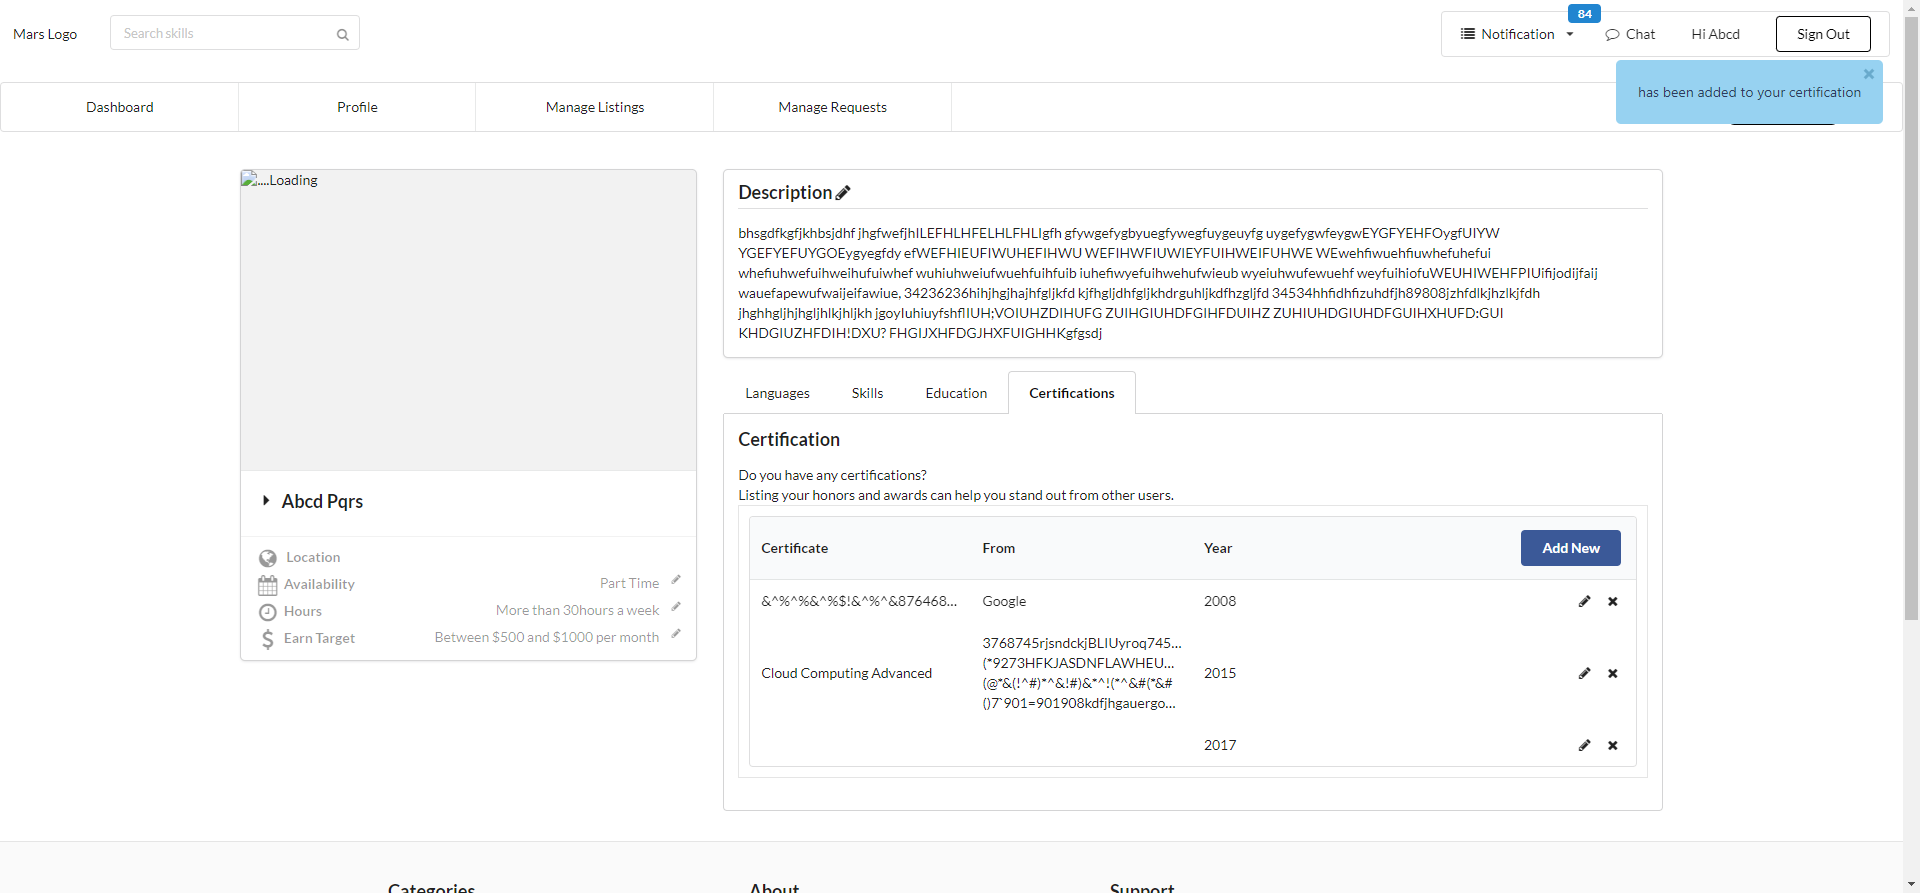 Mars Logo
Search skills
84
Notification
Chat
Hi Abcd
Sign Out
has been added to your certification
Dashboard
Profile
Manage Listings
Manage Requests
....Loading
Abcd Pqrs
Location
Availability
Part Time
Hours
More than 30hours a week
Earn Target
Between $500 and $1000 per month
Description
bhsgdfkgfjkhbsjdhf jhgfwefjhILEFHLHFELHLFHLIgfh gfywgefygbyuegfywegfuygeuyfg uygefygwfeygwEYGFYEHFOygfUIYW
YGEFYEFUYGOEygyegfdy efWEFHIEUFIWUHEFIHWU WEFIHWFIUWIEYFUIHWEIFUHWE WEwehfiwuehfiuwhefuhefui
whefiuhwefuihweihufuiwhef wuhiuhweiufwuehfuihfuib iuhefiwyefuihwehufwieub wyeiuhwufewuehf weyfuihiofuWEUHIWEHFPIUifijodijfaij
wauefapewufwaijeifawiue, 34236236hihjhgjhajhfgljkfd kjfhgljdhfgljkhdrguhljkdfhzgljfd 34534hhfidhfizuhdfjh89808jzhfdlkjhzlkjfdh
jhghhgljhjhgljhlkjhljkh jgoyIuhiuyfshflIUH;VOIUHZDIHUFG ZUIHGIUHDFGIHFDUIHZ ZUHIUHDGIUHDFGUIHXHUFD:GUI
KHDGIUZHFDIH!DXU? FHGIJXHFDGJHXFUIGHHKgfgsdj
Languages
Skills
Education
Certifications
Certification
Do you have any certifications?
Listing your honors and awards can help you stand out from other users.
Certificate
From
Year
Add New
&^%^%&^%$!&^%^&876468...
Google
2008
Cloud Computing Advanced
3768745rjsndckjBLIUyroq745...
(*9273HFKJASDNFLAWHEU...
(@*&(!^#)*^&!#)&*^!(*^&#(*&#
()7`901=901908kdfjhgauergo...
2015
2017
Categories
About
Support